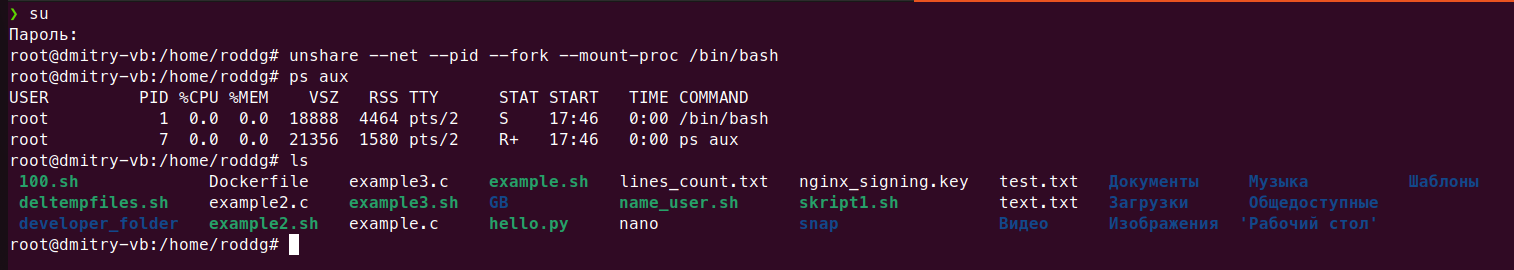 ❯ su
Пароль:
root@dmitry-vb:/home/roddg# unshare --net --pid --fork --mount-proc /bin/bash
root@dmitry-vb:/home/roddg# ps aux
USER         PID %CPU %MEM    VSZ   RSS TTY      STAT START   TIME COMMAND
root           1  0.0  0.0  18888  4464 pts/2    S    17:46   0:00 /bin/bash
root           7  0.0  0.0  21356  1580 pts/2    R+   17:46   0:00 ps aux
root@dmitry-vb:/home/roddg# ls
100.sh             Dockerfile    example3.c    example.sh   lines_count.txt   nginx_signing.key   test.txt   Документы     Музыка          Шаблоны
deltempfiles.sh    example2.c    example3.sh   GB           name_user.sh      skript1.sh          text.txt   Загрузки      Общедоступные
developer_folder   example2.sh   example.c     hello.py     nano              snap                Видео      Изображения  'Рабочий стол'
root@dmitry-vb:/home/roddg#